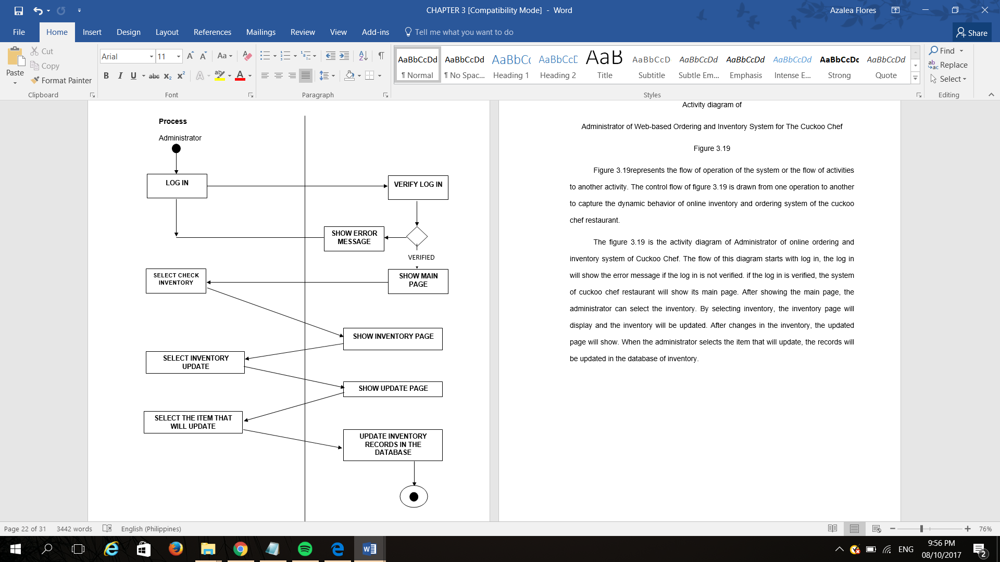 CHAPTER 3 [Compatibility Mode] - Word
Azalea Flores
File Home Insert Design Layout References Mailings Review View Add-ins Tell me what you want to do Share
Paste
Cut
Copy
Format Painter
Clipboard
Arial 11
Font
Paragraph
AaBbCcDd AaBbCcDd AaBbCc AaBbCcD AaB AaBbCcD AaBbCcDd AaBbCcDd AaBbCcDd AaBbCcDc AaBbCcDd
¶ Normal ¶ No Spac... Heading 1 Heading 2 Title Subtitle Subtle Em... Emphasis Intense E... Strong Quote
Styles
Find
Replace
Select
Editing
Process
Administrator
LOG IN
VERIFY LOG IN
SHOW ERROR
MESSAGE
VERIFIED
SELECT CHECK
INVENTORY
SHOW MAIN
PAGE
SHOW INVENTORY PAGE
SELECT INVENTORY
UPDATE
SHOW UPDATE PAGE
SELECT THE ITEM THAT
WILL UPDATE
UPDATE INVENTORY
RECORDS IN THE
DATABASE
Activity diagram of
Administrator of Web-based Ordering and Inventory System for The Cuckoo Chef
Figure 3.19
Figure 3.19represents the flow of operation of the system or the flow of activities
to another activity. The control flow of figure 3.19 is drawn from one operation to another
to capture the dynamic behavior of online inventory and ordering system of the cuckoo
chef restaurant.
The figure 3.19 is the activity diagram of Administrator of online ordering and
inventory system of Cuckoo Chef. The flow of this diagram starts with log in, the log in
will show the error message if the log in is not verified. if the log in is verified, the system
of cuckoo chef restaurant will show its main page. After showing the main page, the
administrator can select the inventory. By selecting inventory, the inventory page will
display and the inventory will be updated. After changes in the inventory, the updated
page will show. When the administrator selects the item that will update, the records will
be updated in the database of inventory.
Page 22 of 31 3442 words English (Philippines) 76%
ENG
9:56 PM
08/10/2017
2